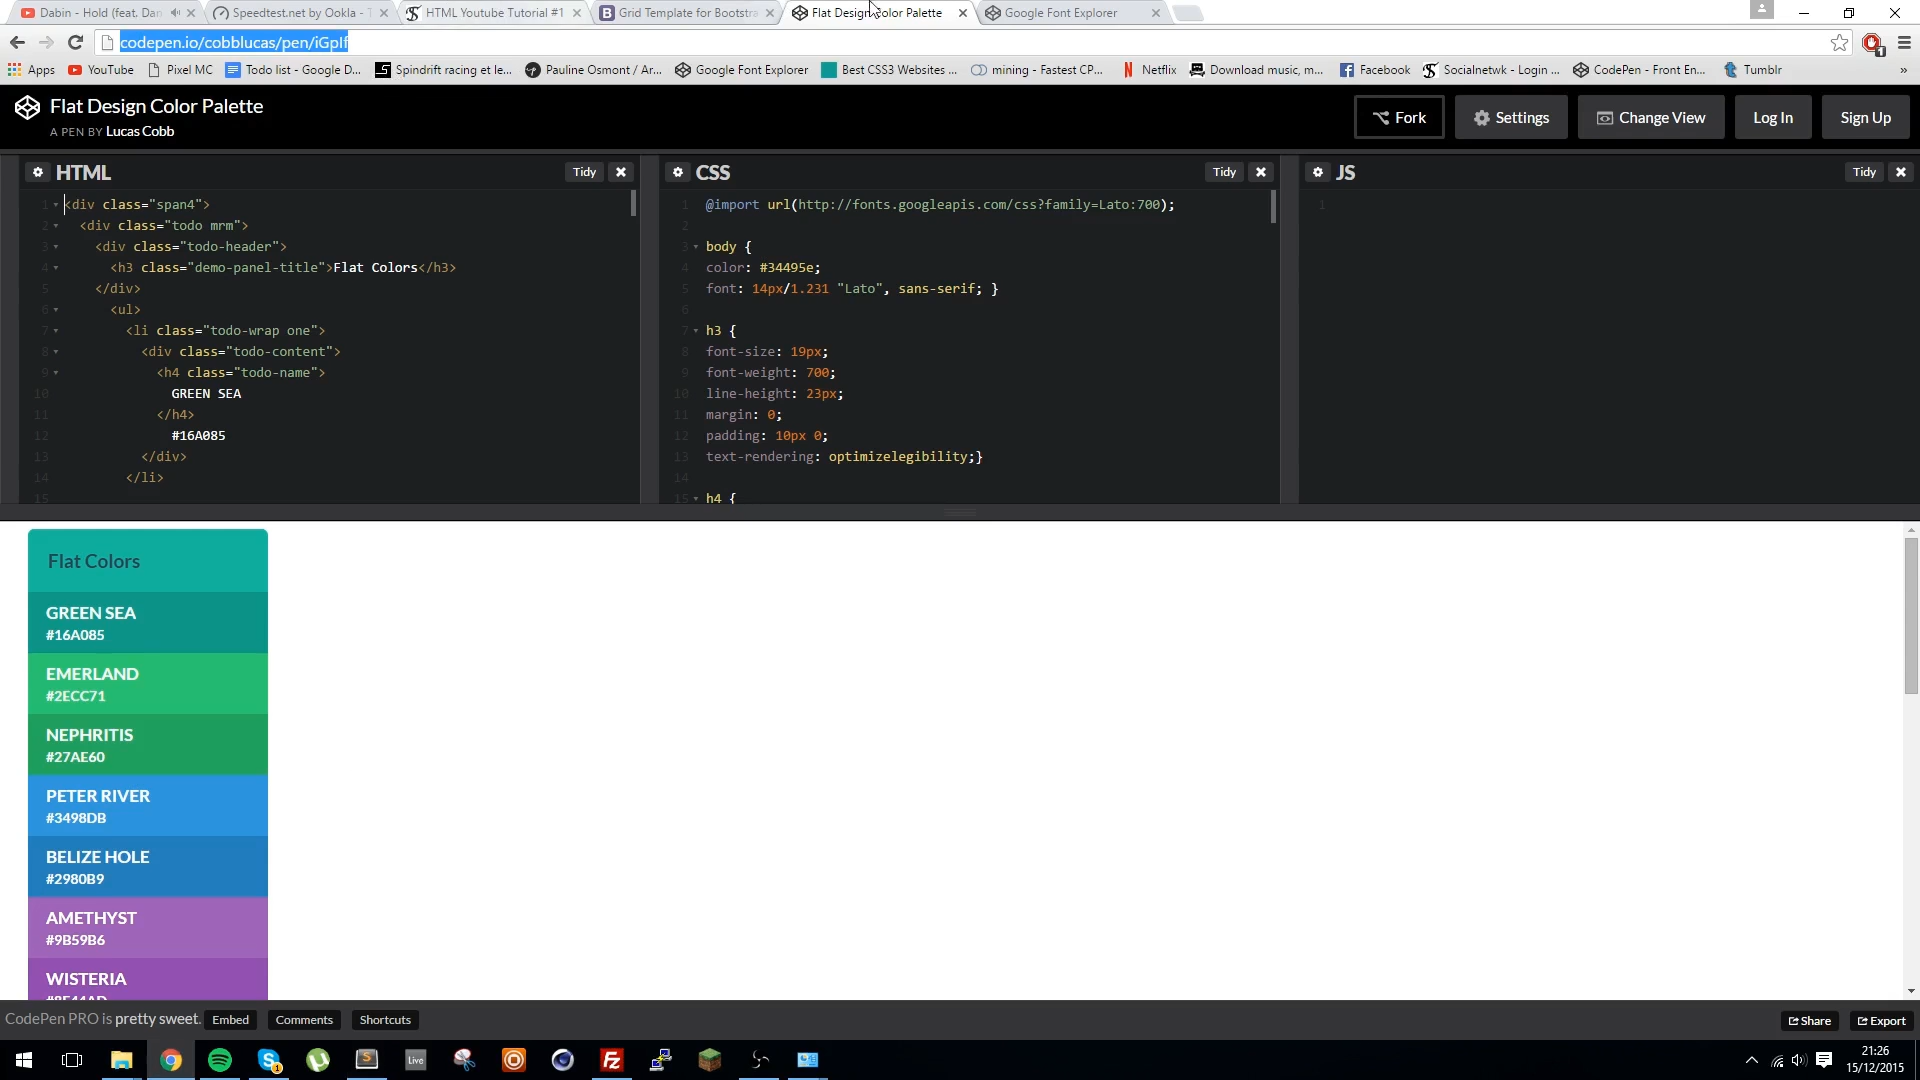 Dabin - Hold (feat. Dan
Speedtest.net by Ookla - T
HTML Youtube Tutorial #1
Grid Template for Bootstra
Flat Design Color Palette
Google Font Explorer
codepen.io/cobblucas/pen/iGpIf
1
Apps
YouTube
Pixel MC
Todo list - Google D...
Spindrift racing et le...
Pauline Osmont / Ar...
Google Font Explorer
Best CSS3 Websites ...
mining - Fastest CP...
Netflix
Download music, m...
Facebook
Socialnetwk - Login ...
CodePen - Front En...
Tumblr
»
Flat Design Color Palette
A PEN BY Lucas Cobb
Fork
Settings
Change View
Log In
Sign Up
HTML
Tidy
1 <div class="span4">
2 <div class="todo mrm">
3 <div class="todo-header">
4 <h3 class="demo-panel-title">Flat Colors</h3>
5 </div>
6 <ul>
7 <li class="todo-wrap one">
8 <div class="todo-content">
9 <h4 class="todo-name">
10 GREEN SEA
11 </h4>
12 #16A085
13 </div>
14 </li>
15
CSS
Tidy
1 @import url(http://fonts.googleapis.com/css?family=Lato:700);
2
3 body {
4 color: #34495e;
5 font: 14px/1.231 "Lato", sans-serif; }
6
7 h3 {
8 font-size: 19px;
9 font-weight: 700;
10 line-height: 23px;
11 margin: 0;
12 padding: 10px 0;
13 text-rendering: optimizelegibility;}
14
15 h4 {
JS
Tidy
1
Flat Colors
GREEN SEA
#16A085
EMERLAND
#2ECC71
NEPHRITIS
#27AE60
PETER RIVER
#3498DB
BELIZE HOLE
#2980B9
AMETHYST
#9B59B6
WISTERIA
#8E44AD
CodePen PRO is pretty sweet.
Embed
Comments
Shortcuts
Share
Export
S
1
Live
FZ
21:26
15/12/2015